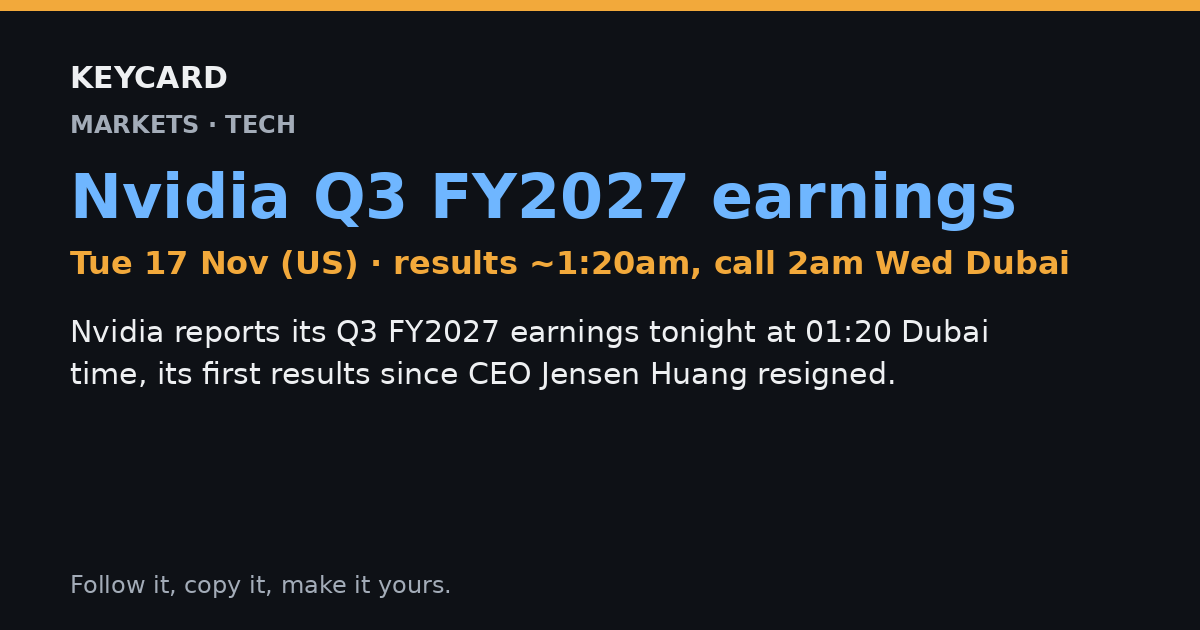 KEYCARD
MARKETS · TECH
Nvidia Q3 FY2027 earnings
Tue 17 Nov (US) · results ~1:20am, call 2am Wed Dubai
Nvidia reports its Q3 FY2027 earnings tonight at 01:20 Dubai
time, its first results since CEO Jensen Huang resigned.
Follow it, copy it, make it yours.